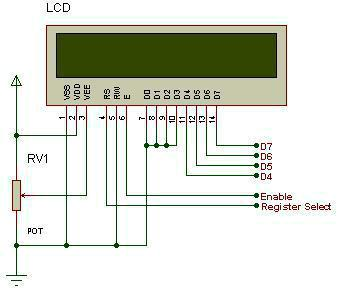 LCD
VSS
VDD
VEE
RS
RW
E
D0
D1
D2
D3
D4
D5
D6
D7
1
2
3
4
5
6
7
8
9
10
11
12
13
14
RV1
POT
D7
D6
D5
D4
Enable
Register Select